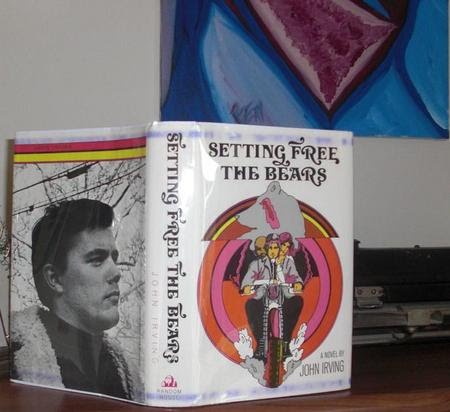 SETTING FREE
THE BEARS
A NOVEL BY
JOHN IRVING
SETTING FREE THE BEARS
JOHN IRVING
RANDOM
HOUSE